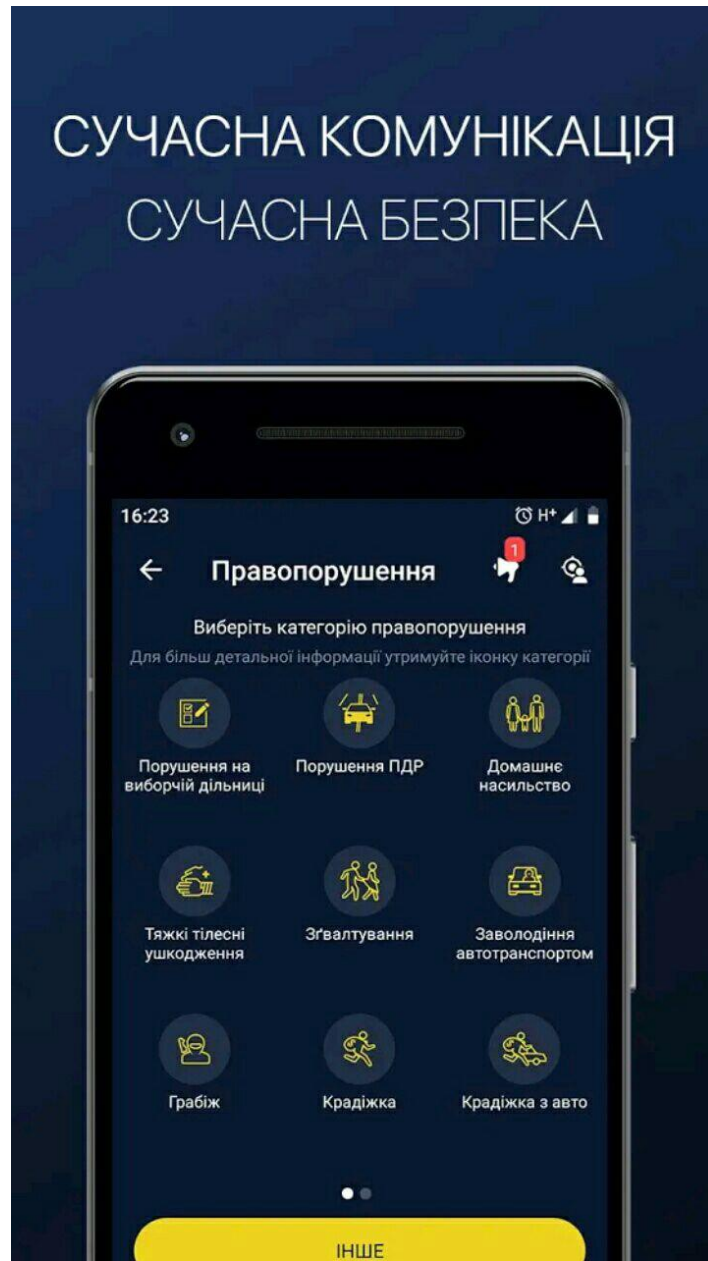 СУЧАСНА КОМУНІКАЦІЯ
СУЧАСНА БЕЗПЕКА
16:23
H+
Правопорушення
1
Виберіть категорію правопорушення
Для більш детальної інформації утримуйте іконку категорії
Порушення на
виборчій дільниці
Порушення ПДР
Домашнє
насильство
Тяжкі тілесні
ушкодження
Зґвалтування
Заволодіння
автотранспортом
Грабіж
Крадіжка
Крадіжка з авто
ІНШЕ